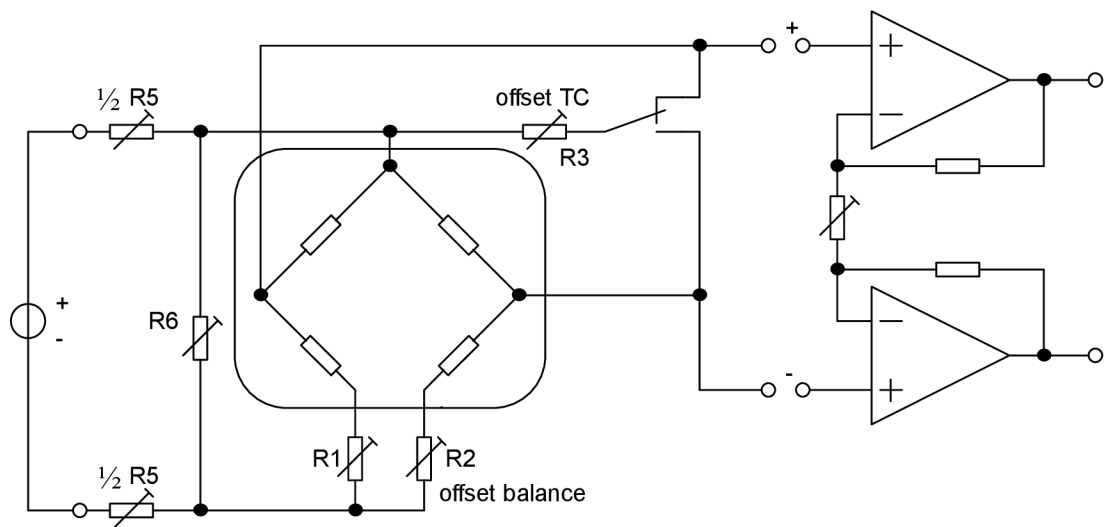 +
½ R5
offset TC
R3
+
-
+
-
R6
-
-
+
R1
R2
½ R5
offset balance